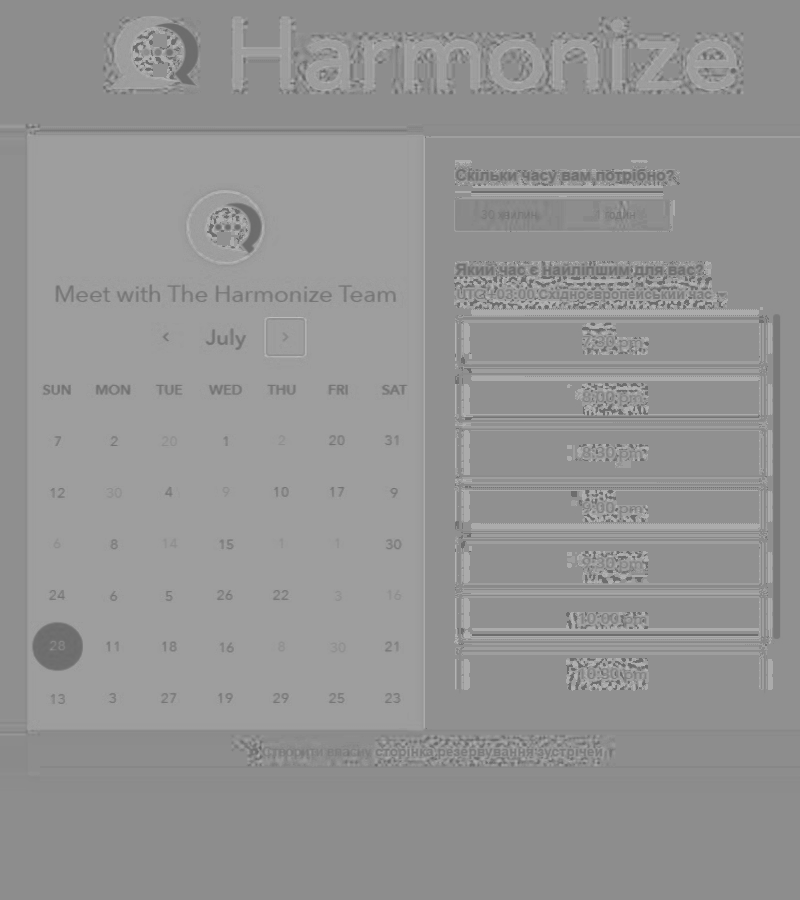 Harmonize
Meet with The Harmonize Team
July
SUN MON TUE WED THU FRI SAT
7 2 20 1 2 20 31
12 30 4 9 10 17 9
6 8 14 15 1 1 30
24 6 5 26 22 3 16
28 11 18 16 8 30 21
13 3 27 19 29 25 23
Скільки часу вам потрібно?
30 хвилин 1 годин
Який час є найліпшим для вас?
UTC +03:00 Східноєвропейський час
7:30 pm
8:00 pm
8:30 pm
9:00 pm
9:30 pm
10:00 pm
10:30 pm
Створити власну сторінка резервування зустрічей